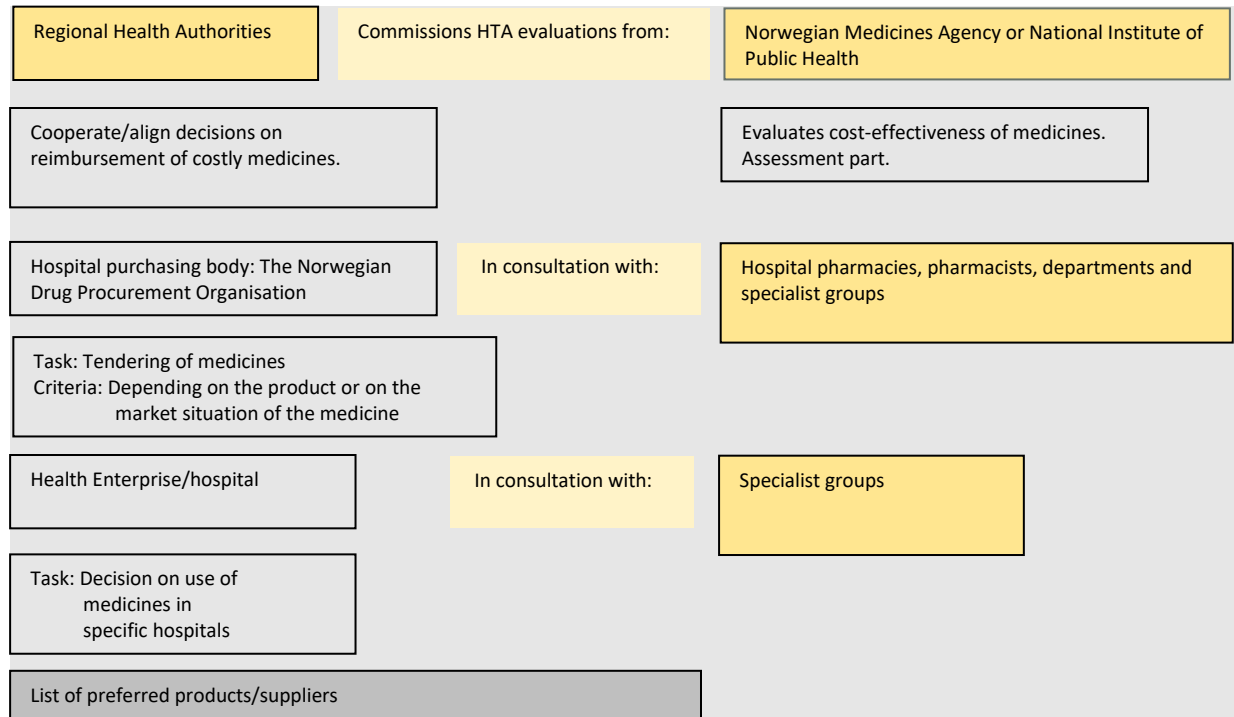 Regional Health Authorities
Commissions HTA evaluations from:
Norwegian Medicines Agency or National Institute of
Public Health
Cooperate/align decisions on
reimbursement of costly medicines.
Evaluates cost-effectiveness of medicines.
Assessment part.
Hospital purchasing body: The Norwegian
Drug Procurement Organisation
In consultation with:
Hospital pharmacies, pharmacists, departments and
specialist groups
Task: Tendering of medicines
Criteria: Depending on the product or on the
market situation of the medicine
Health Enterprise/hospital
In consultation with:
Specialist groups
Task: Decision on use of
medicines in
specific hospitals
List of preferred products/suppliers